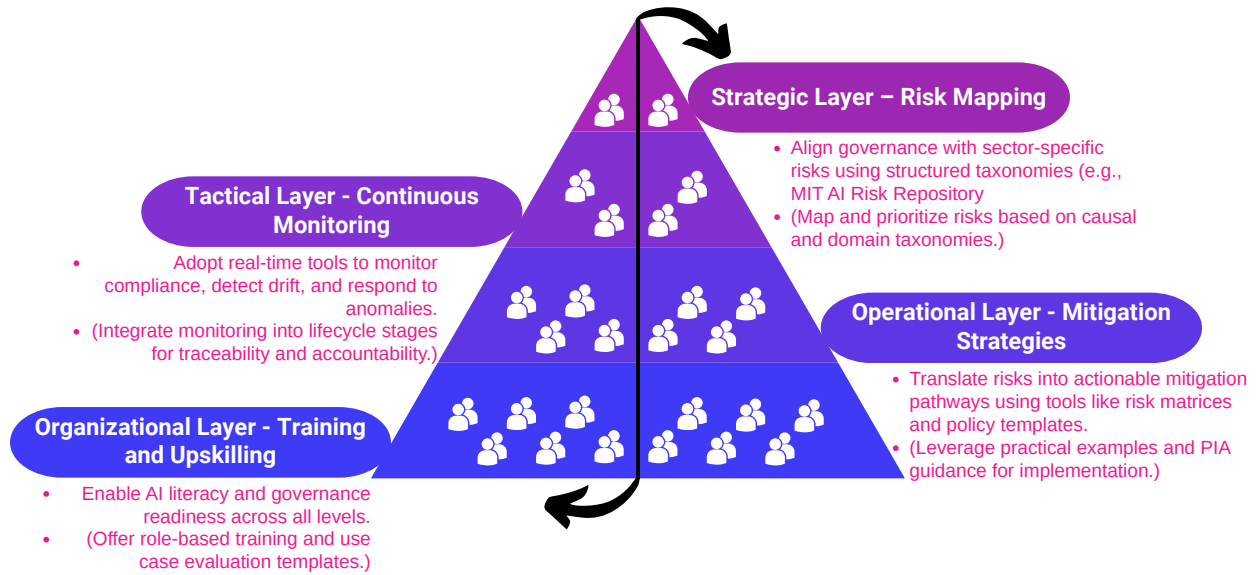 Strategic Layer – Risk Mapping
• Align governance with sector-specific
risks using structured taxonomies (e.g.,
MIT AI Risk Repository
• (Map and prioritize risks based on causal
and domain taxonomies.)
Tactical Layer - Continuous
Monitoring
• Adopt real-time tools to monitor
compliance, detect drift, and respond to
anomalies.
• (Integrate monitoring into lifecycle stages
for traceability and accountability.)
Operational Layer - Mitigation
Strategies
• Translate risks into actionable mitigation
pathways using tools like risk matrices
and policy templates.
• (Leverage practical examples and PIA
guidance for implementation.)
Organizational Layer - Training
and Upskilling
• Enable AI literacy and governance
readiness across all levels.
• (Offer role-based training and use
case evaluation templates.)